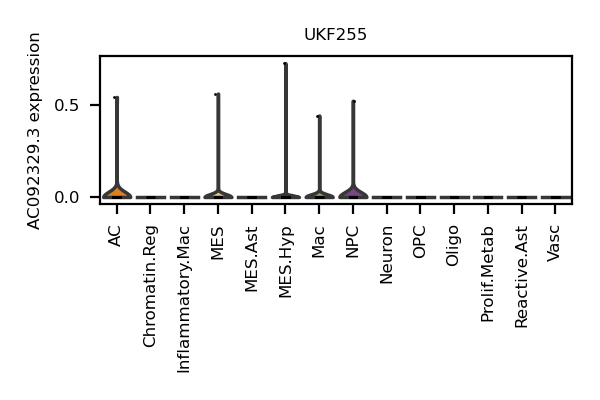 UKF255
AC092329.3 expression
0.5
0.0
AC
Chromatin.Reg
Inflammatory.Mac
MES
MES.Ast
MES.Hyp
Mac
NPC
Neuron
OPC
Oligo
Prolif.Metab
Reactive.Ast
Vasc